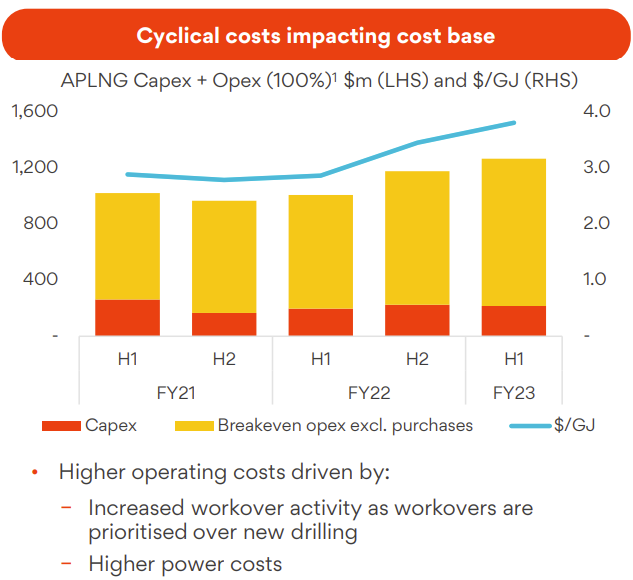 Cyclical costs impacting cost base
APLNG Capex + Opex (100%)¹ $m (LHS) and $/GJ (RHS)
1,600 4.0
1,200 3.0
800 2.0
400 1.0
- -
H1 H2 H1 H2 H1
FY21 FY22 FY23
Capex Breakeven opex excl. purchases $/GJ
• Higher operating costs driven by:
– Increased workover activity as workovers are
prioritised over new drilling
– Higher power costs